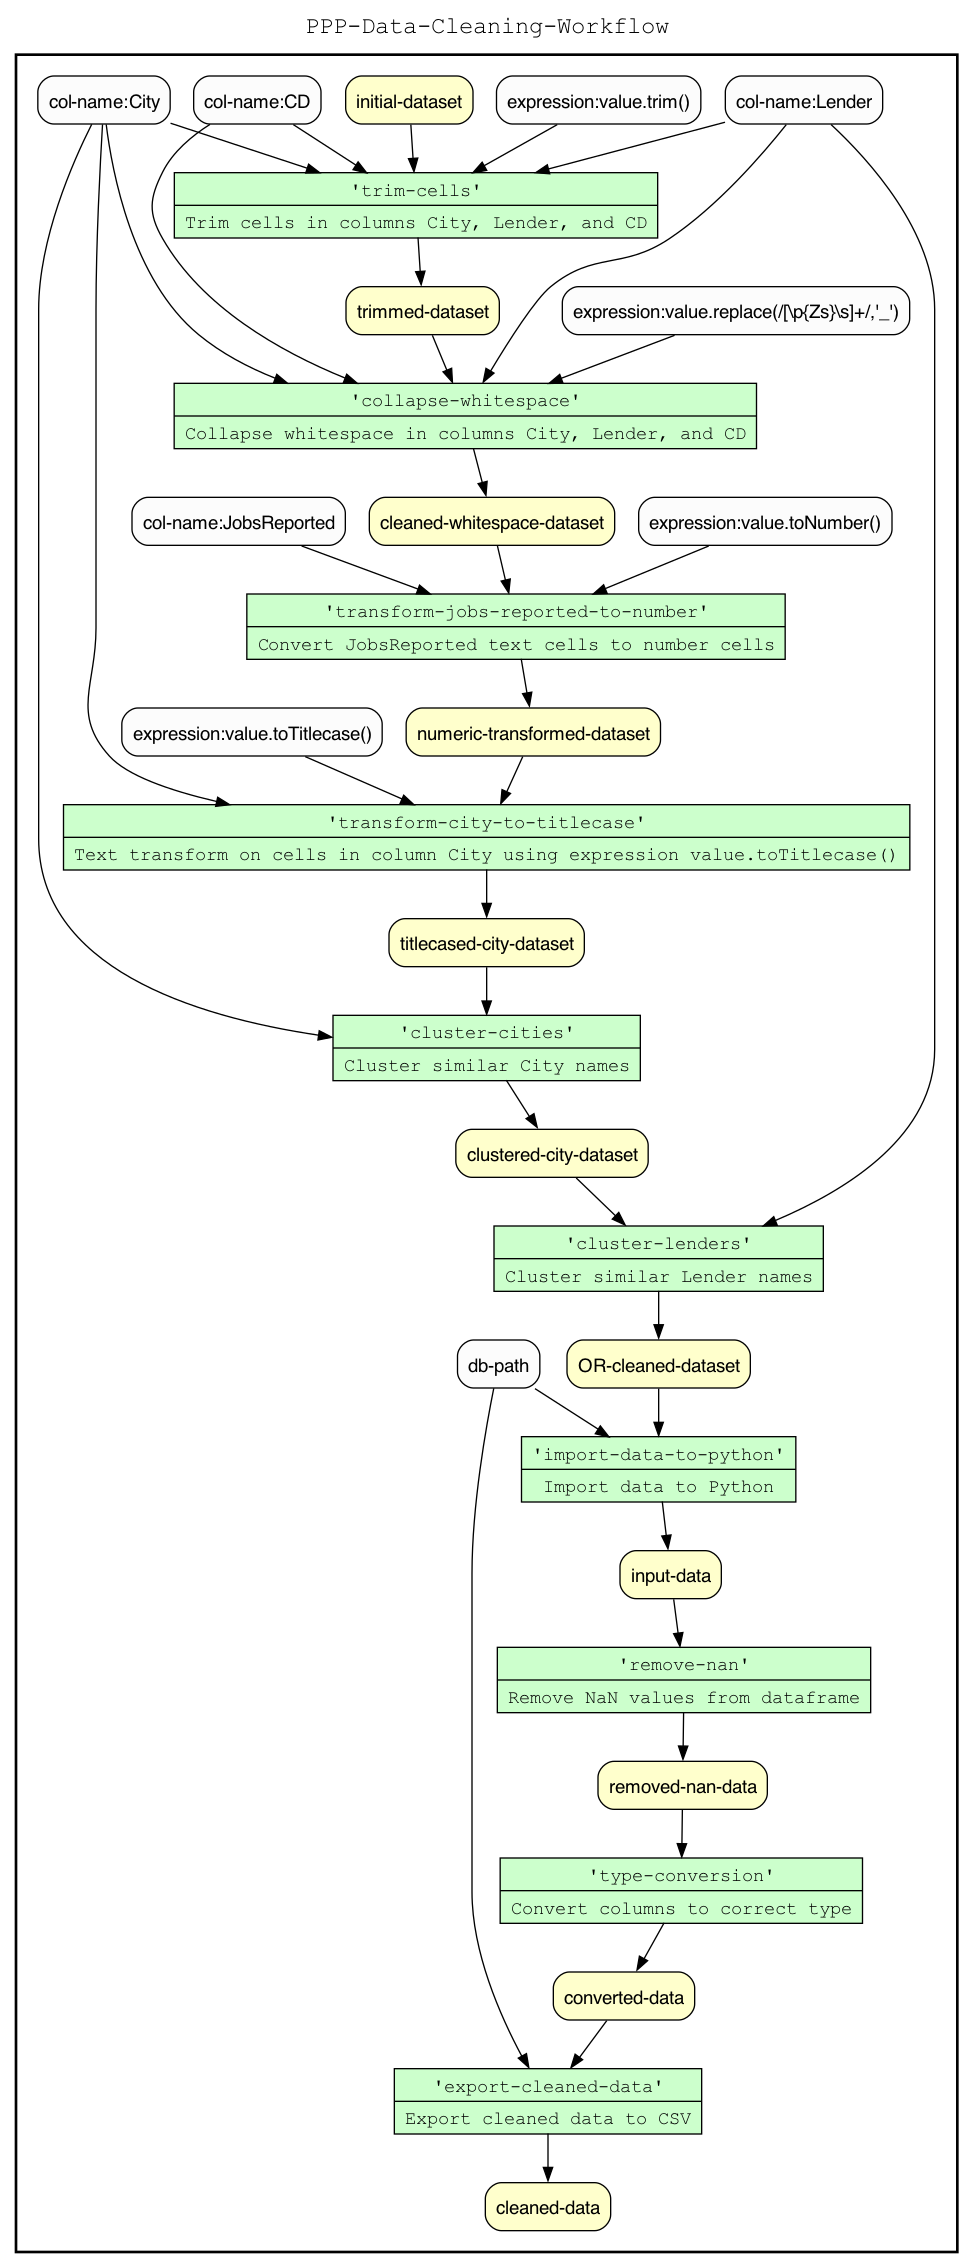 PPP-Data-Cleaning-Workflow
col-name:City
col-name:CD
initial-dataset
expression:value.trim()
col-name:Lender
'trim-cells'
Trim cells in columns City, Lender, and CD
trimmed-dataset
expression:value.replace(/[\p{Zs}\s]+/,'_')
'collapse-whitespace'
Collapse whitespace in columns City, Lender, and CD
col-name:JobsReported
cleaned-whitespace-dataset
expression:value.toNumber()
'transform-jobs-reported-to-number'
Convert JobsReported text cells to number cells
expression:value.toTitlecase()
numeric-transformed-dataset
'transform-city-to-titlecase'
Text transform on cells in column City using expression value.toTitlecase()
titlecased-city-dataset
'cluster-cities'
Cluster similar City names
clustered-city-dataset
'cluster-lenders'
Cluster similar Lender names
db-path
OR-cleaned-dataset
'import-data-to-python'
Import data to Python
input-data
'remove-nan'
Remove NaN values from dataframe
removed-nan-data
'type-conversion'
Convert columns to correct type
converted-data
'export-cleaned-data'
Export cleaned data to CSV
cleaned-data